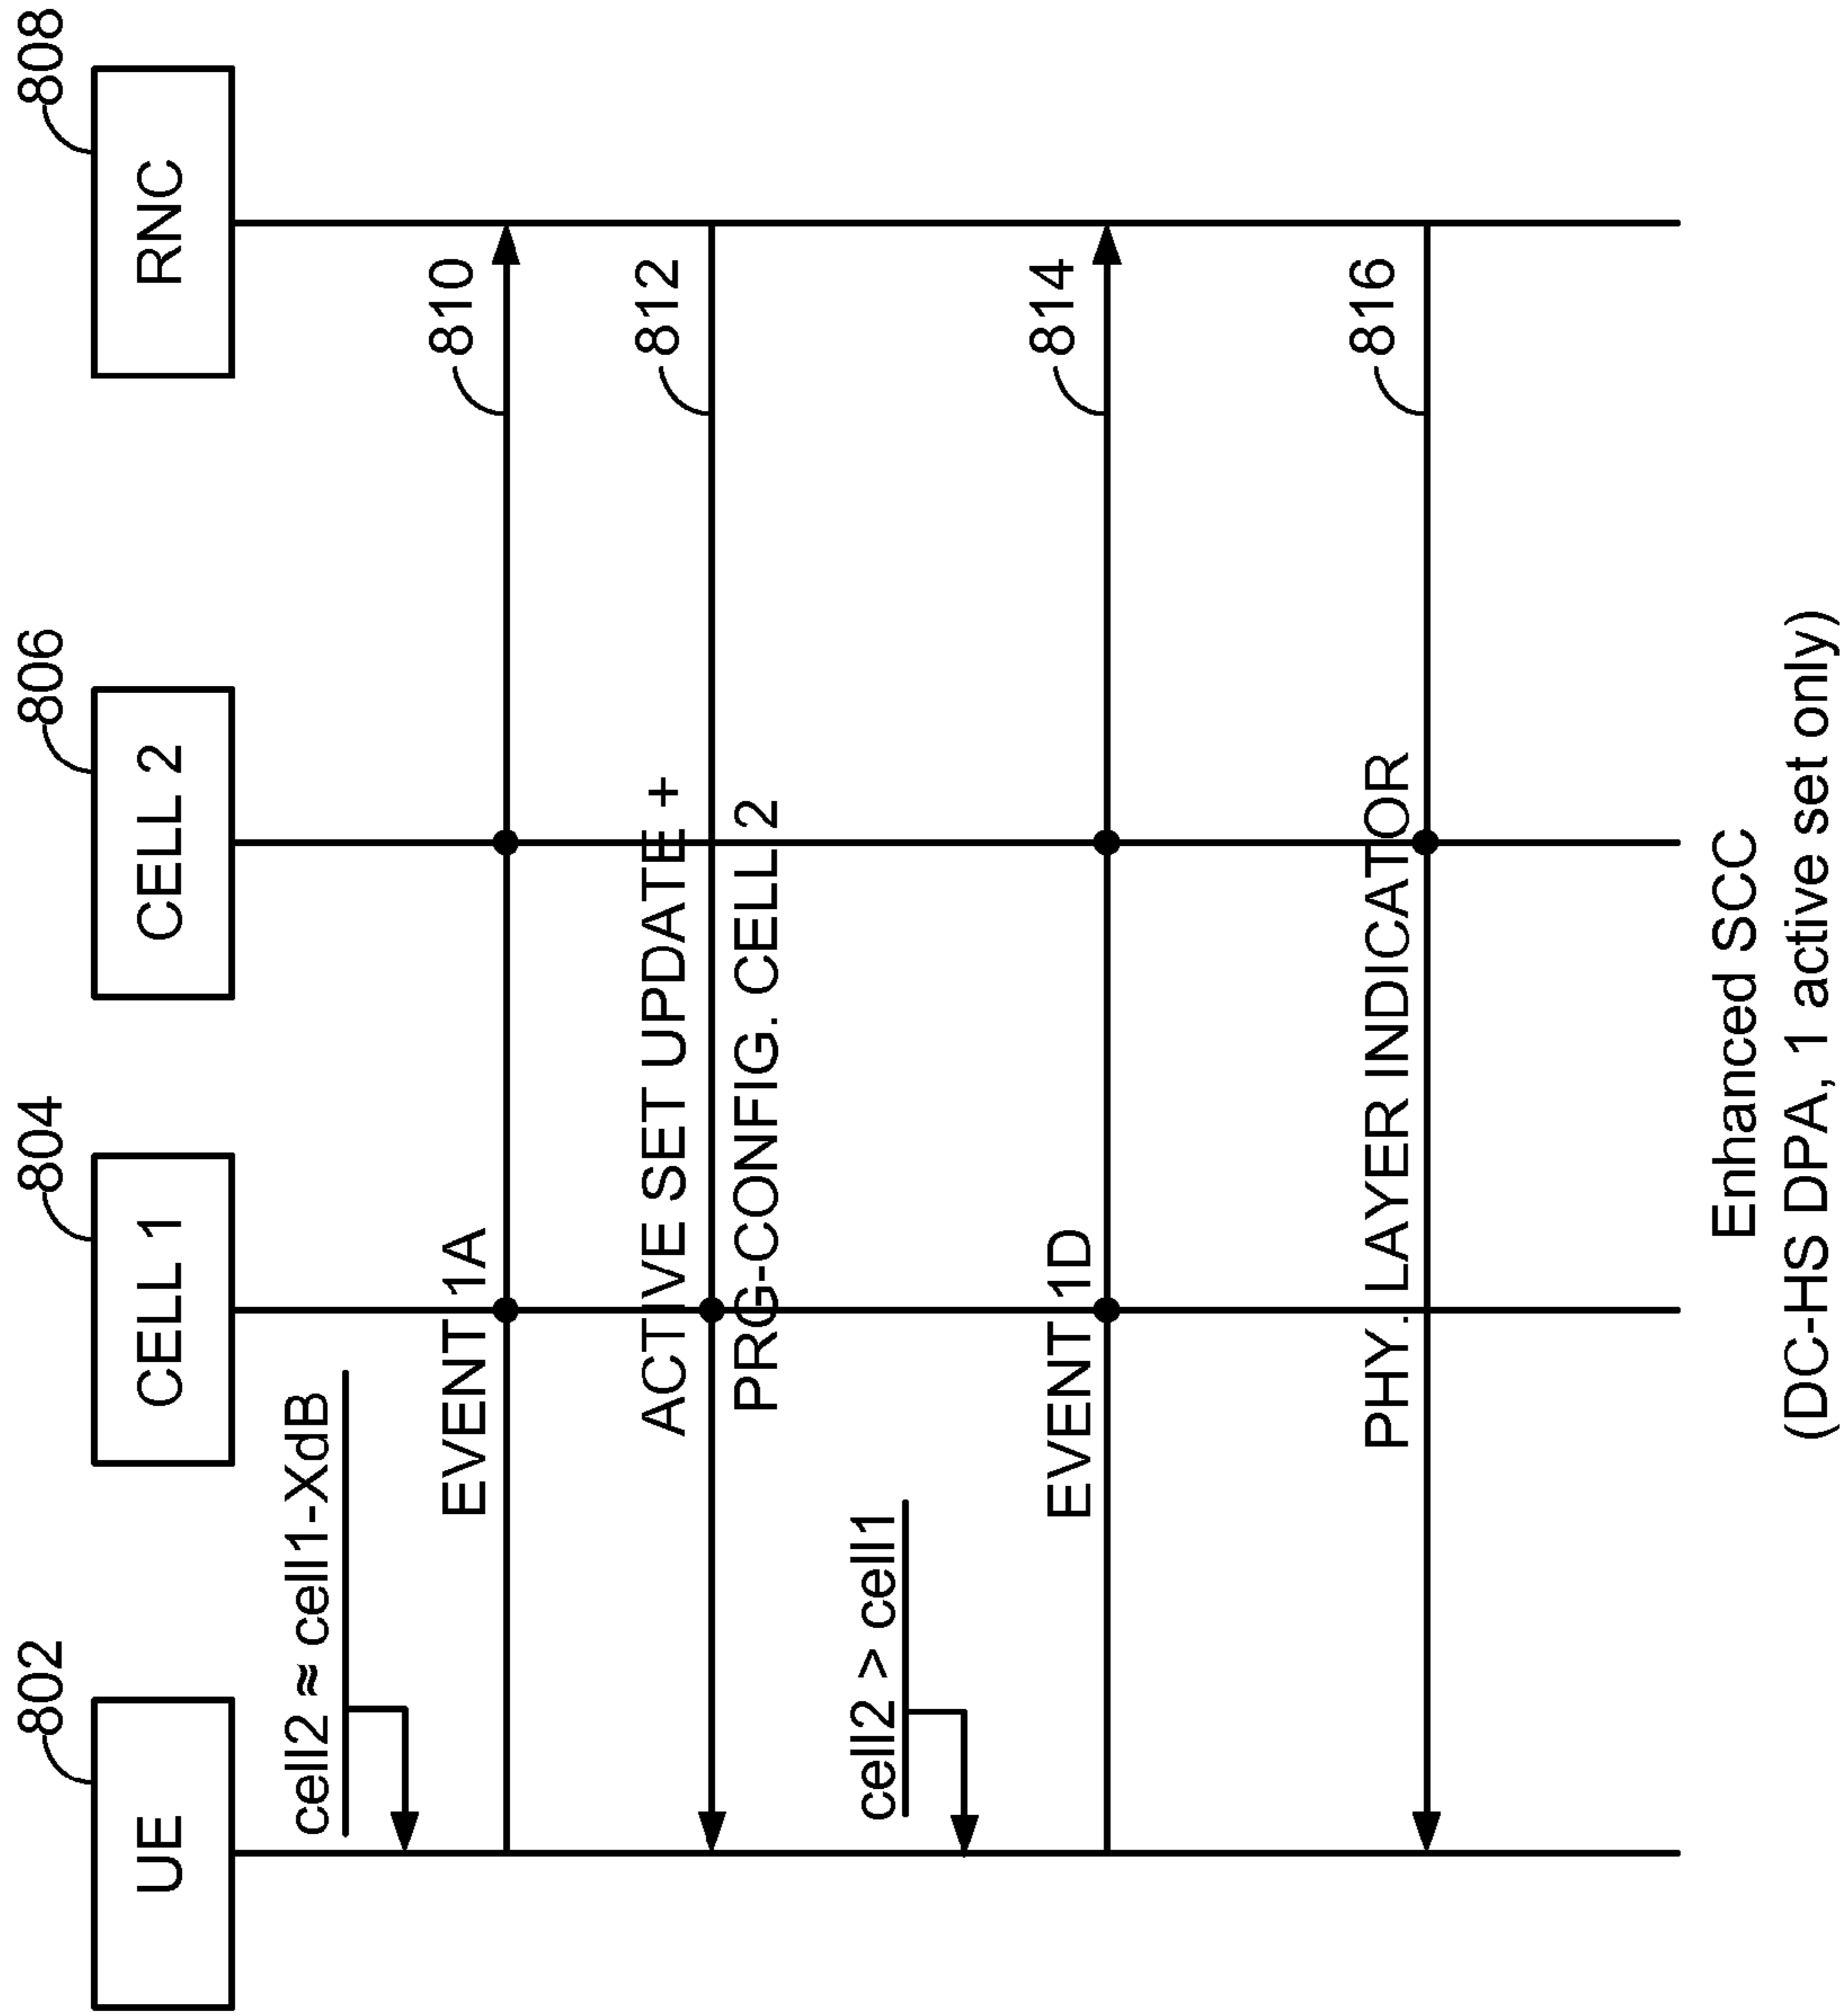 802
804
806
808
UE
CELL 1
CELL 2
RNC
cell2 ≈ cell1-XdB
EVENT 1A
810
ACTIVE SET UPDATE +
812
PRG-CONFIG. CELL 2
cell2 > cell1
EVENT 1D
814
PHY. LAYER INDICATOR
816
Enhanced SCC
(DC-HS DPA, 1 active set only)